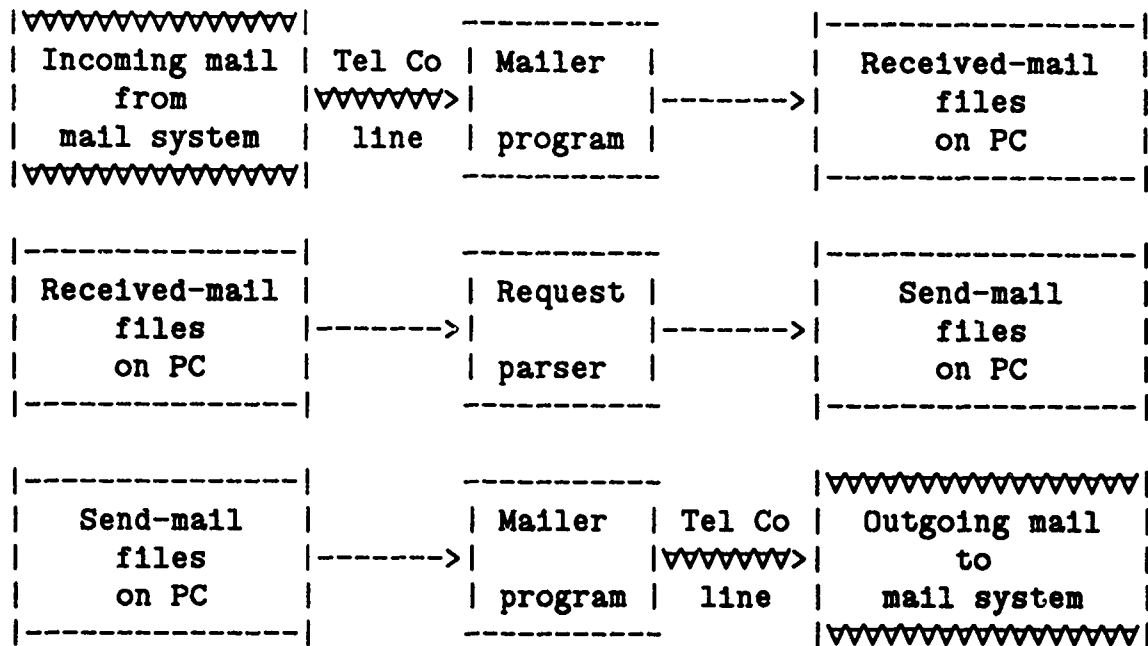 Incoming mail
from
mail system
Tel Co
line
Mailer
program
Received-mail
files
on PC
Received-mail
files
on PC
Request
parser
Send-mail
files
on PC
Send-mail
files
on PC
Mailer
program
Tel Co
line
Outgoing mail
to
mail system